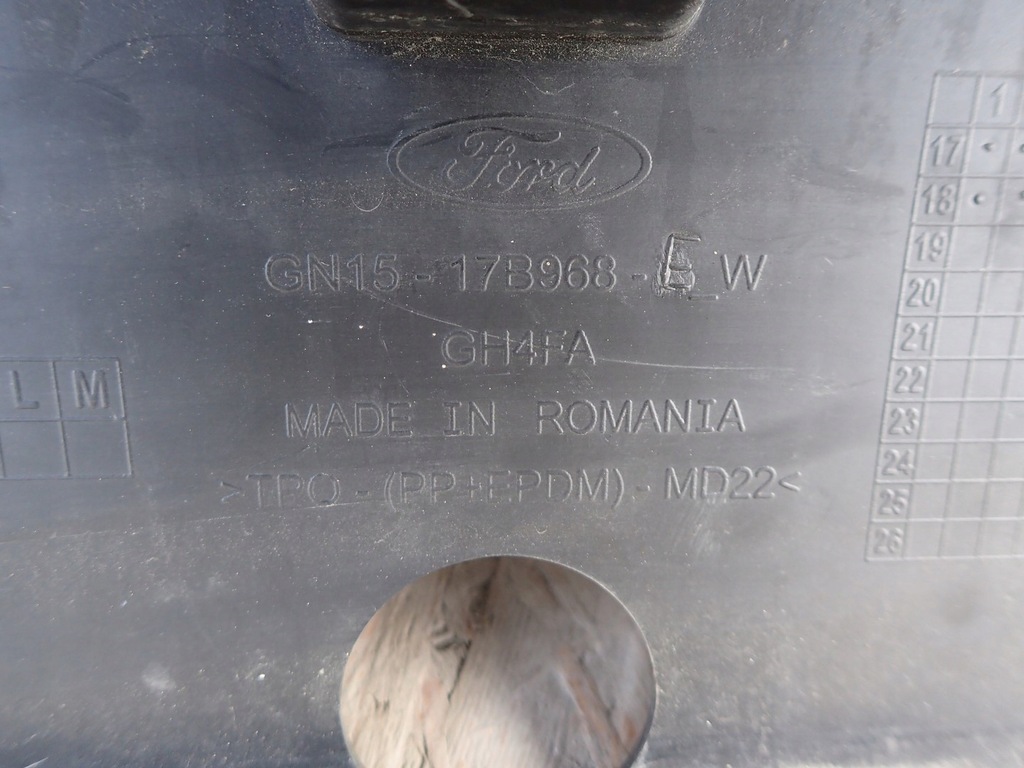 Ford
GN15 - 17B968 - E W
GH4FA
MADE IN ROMANIA
>TPO - (PP+EPDM) - MD22<
L M
1
17
18
19
20
21
22
23
24
25
26